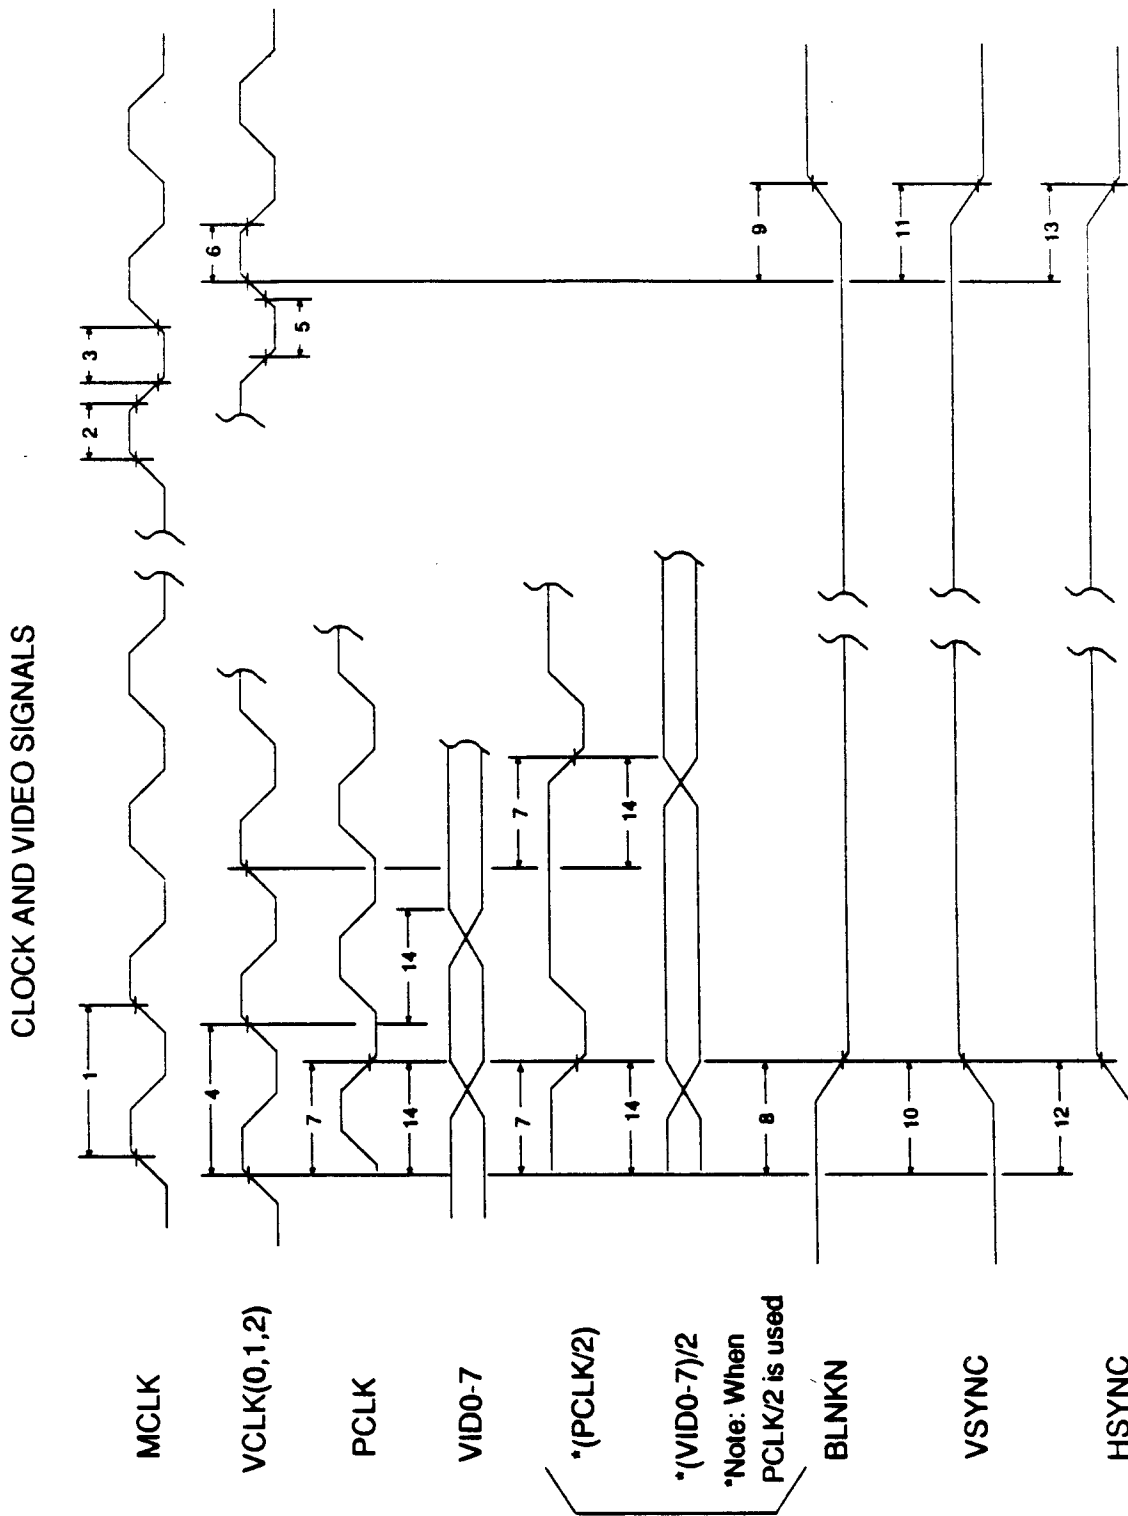 CLOCK AND VIDEO SIGNALS
MCLK
1
2
3
VCLK(0,1,2)
4
5
6
PCLK
7
VID0-7
14
14
*(PCLK/2)
7
7
*(VID0-7)/2
14
14
*Note: When
PCLK/2 is used
BLNKN
8
9
VSYNC
10
11
HSYNC
12
13